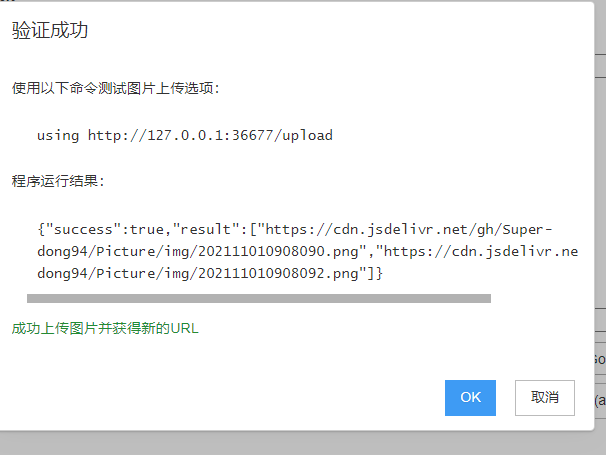 验证成功
使用以下命令测试图片上传选项：
using http://127.0.0.1:36677/upload
程序运行结果：
{"success":true,"result":["https://cdn.jsdelivr.net/gh/Super-
dong94/Picture/img/202111010908090.png","https://cdn.jsdelivr.ne
dong94/Picture/img/202111010908092.png"]}
成功上传图片并获得新的URL
OK 取消